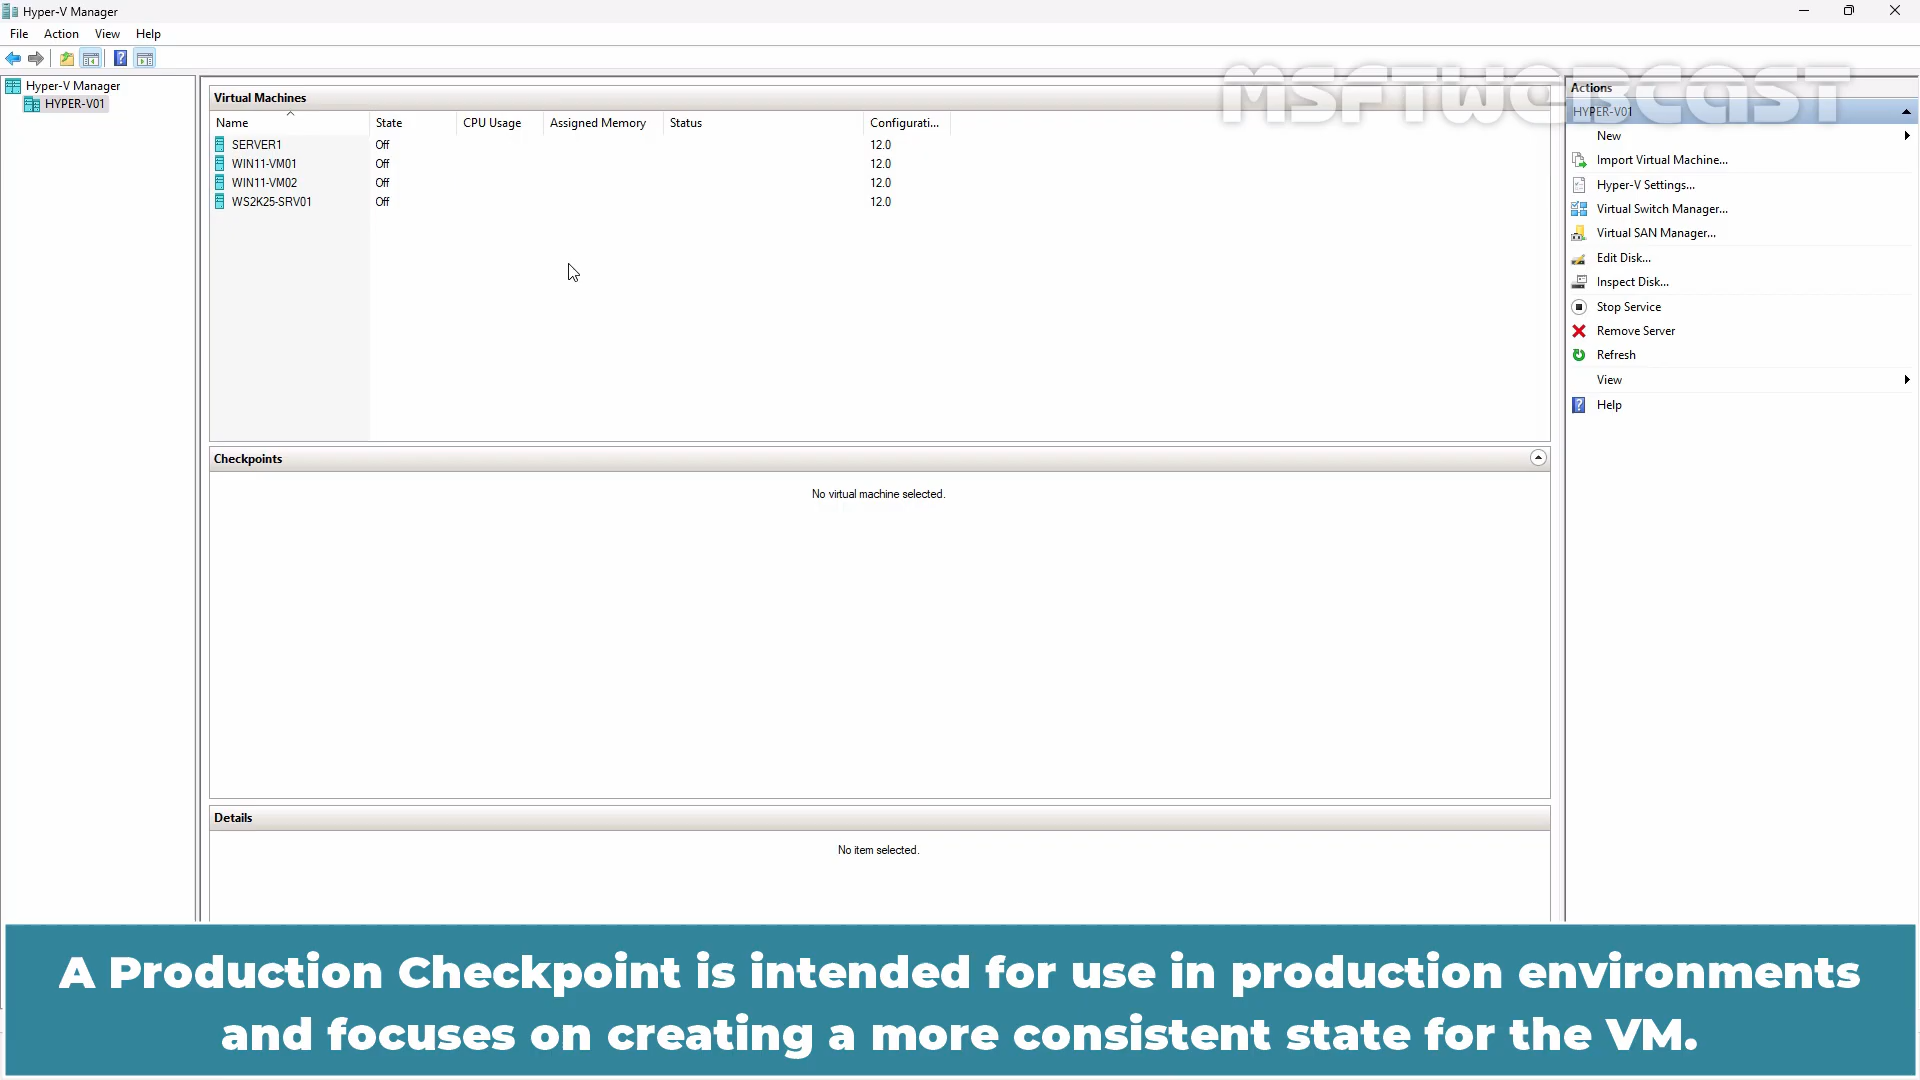 Hyper-V Manager
File Action View Help
Hyper-V Manager
HYPER-V01
Virtual Machines
Name State CPU Usage Assigned Memory Status Configurati...
SERVER1 Off 12.0
WIN11-VM01 Off 12.0
WIN11-VM02 Off 12.0
WS2K25-SRV01 Off 12.0
Checkpoints
No virtual machine selected.
Details
No item selected.
MSFTWEBCAST
Actions
HYPER-V01
New
Import Virtual Machine...
Hyper-V Settings...
Virtual Switch Manager...
Virtual SAN Manager...
Edit Disk...
Inspect Disk...
Stop Service
Remove Server
Refresh
View
Help
A Production Checkpoint is intended for use in production environments
and focuses on creating a more consistent state for the VM.